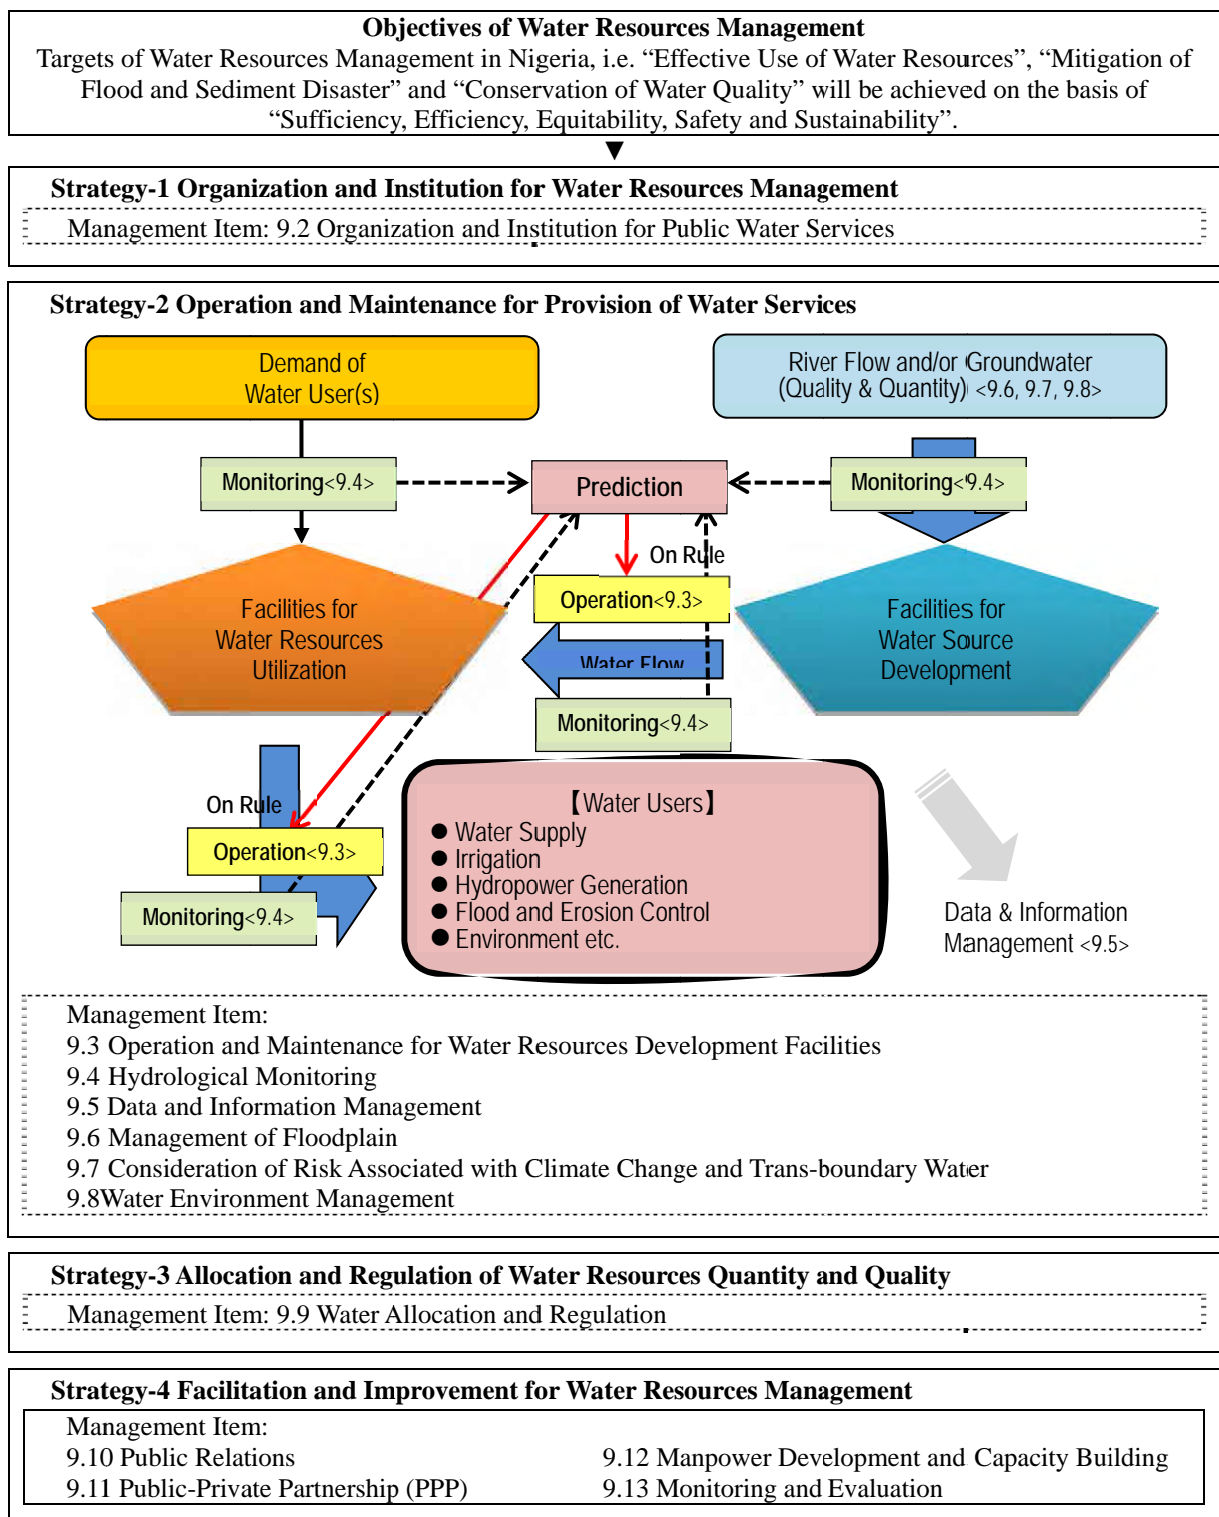 Objectives of Water Resources Management
Targets of Water Resources Management in Nigeria, i.e. “Effective Use of Water Resources”, “Mitigation of
Flood and Sediment Disaster” and “Conservation of Water Quality” will be achieved on the basis of
“Sufficiency, Efficiency, Equitability, Safety and Sustainability”.
Strategy-1 Organization and Institution for Water Resources Management
Management Item: 9.2 Organization and Institution for Public Water Services
Strategy-2 Operation and Maintenance for Provision of Water Services
Demand of
Water User(s)
River Flow and/or Groundwater
(Quality & Quantity) <9.6, 9.7, 9.8>
Monitoring<9.4>
Prediction
Monitoring<9.4>
On Rule
Operation<9.3>
Facilities for
Water Resources
Utilization
Facilities for
Water Source
Development
Water Flow
Monitoring<9.4>
On Rule
Operation<9.3>
Monitoring<9.4>
【Water Users】
● Water Supply
● Irrigation
● Hydropower Generation
● Flood and Erosion Control
● Environment etc.
Data & Information
Management <9.5>
Management Item:
9.3 Operation and Maintenance for Water Resources Development Facilities
9.4 Hydrological Monitoring
9.5 Data and Information Management
9.6 Management of Floodplain
9.7 Consideration of Risk Associated with Climate Change and Trans-boundary Water
9.8Water Environment Management
Strategy-3 Allocation and Regulation of Water Resources Quantity and Quality
Management Item: 9.9 Water Allocation and Regulation
Strategy-4 Facilitation and Improvement for Water Resources Management
Management Item:
9.10 Public Relations
9.11 Public-Private Partnership (PPP)
9.12 Manpower Development and Capacity Building
9.13 Monitoring and Evaluation